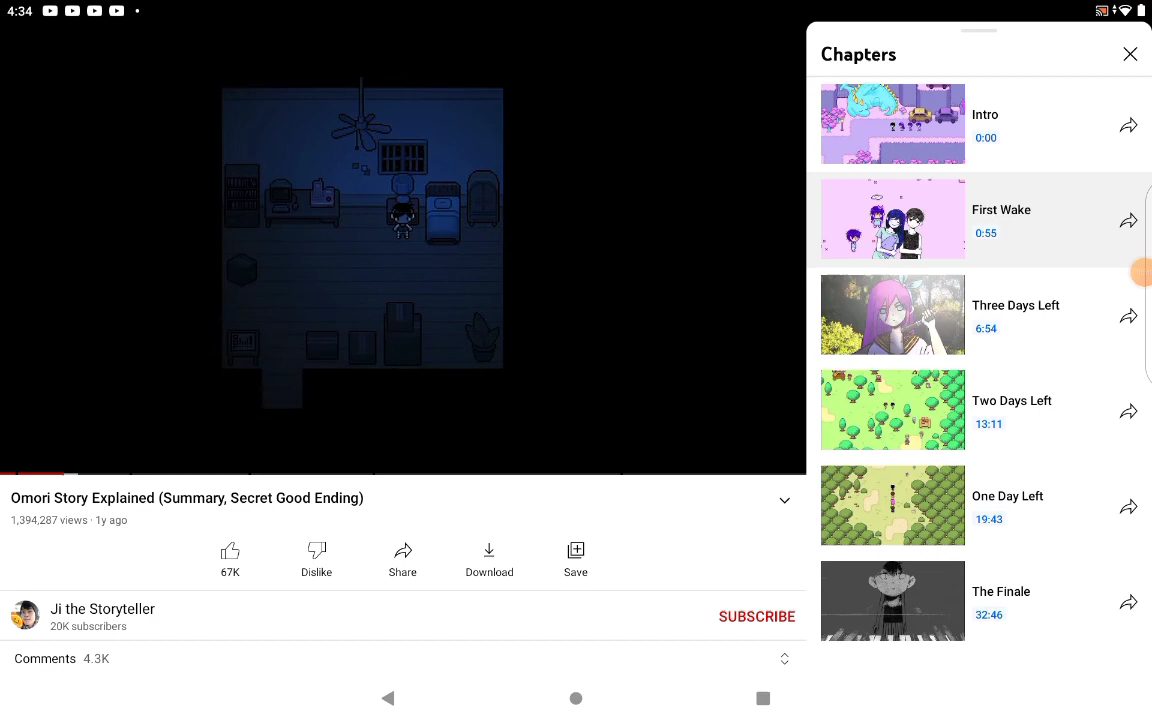 4:34
Chapters
Intro
0:00
First Wake
0:55
Three Days Left
6:54
Two Days Left
13:11
One Day Left
19:43
The Finale
32:46
Omori Story Explained (Summary, Secret Good Ending)
1,394,287 views · 1y ago
67K
Dislike
Share
Download
Save
Ji the Storyteller
20K subscribers
SUBSCRIBE
Comments 4.3K